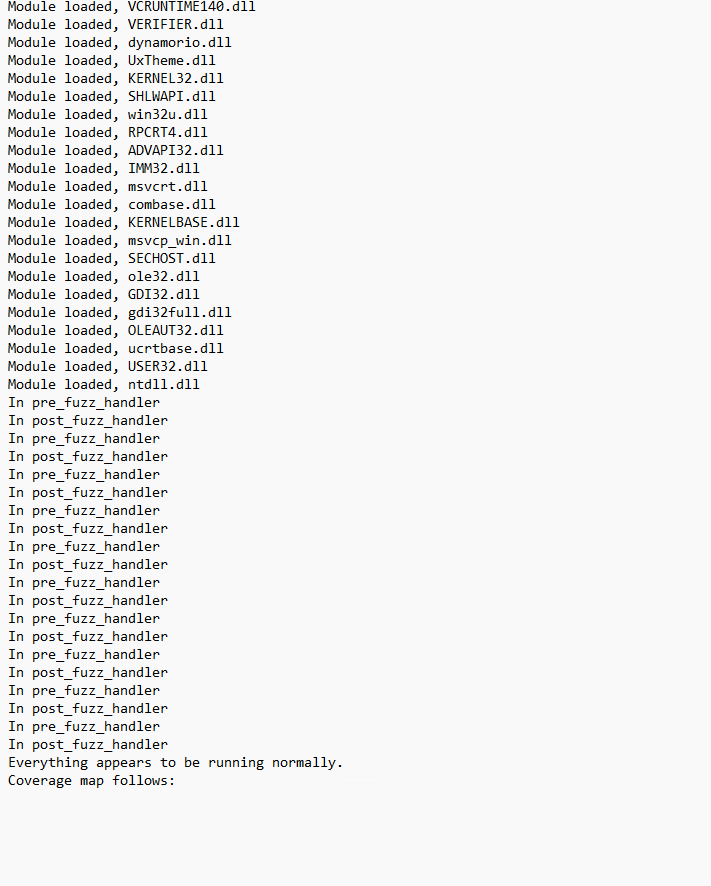 Module loaded, VCRUNTIME140.dll
Module loaded, VERIFIER.dll
Module loaded, dynamorio.dll
Module loaded, UxTheme.dll
Module loaded, KERNEL32.dll
Module loaded, SHLWAPI.dll
Module loaded, win32u.dll
Module loaded, RPCRT4.dll
Module loaded, ADVAPI32.dll
Module loaded, IMM32.dll
Module loaded, msvcrt.dll
Module loaded, combase.dll
Module loaded, KERNELBASE.dll
Module loaded, msvcp_win.dll
Module loaded, SECHOST.dll
Module loaded, ole32.dll
Module loaded, GDI32.dll
Module loaded, gdi32full.dll
Module loaded, OLEAUT32.dll
Module loaded, ucrtbase.dll
Module loaded, USER32.dll
Module loaded, ntdll.dll
In pre_fuzz_handler
In post_fuzz_handler
In pre_fuzz_handler
In post_fuzz_handler
In pre_fuzz_handler
In post_fuzz_handler
In pre_fuzz_handler
In post_fuzz_handler
In pre_fuzz_handler
In post_fuzz_handler
In pre_fuzz_handler
In post_fuzz_handler
In pre_fuzz_handler
In post_fuzz_handler
In pre_fuzz_handler
In post_fuzz_handler
In pre_fuzz_handler
In post_fuzz_handler
In pre_fuzz_handler
In post_fuzz_handler
Everything appears to be running normally.
Coverage map follows: